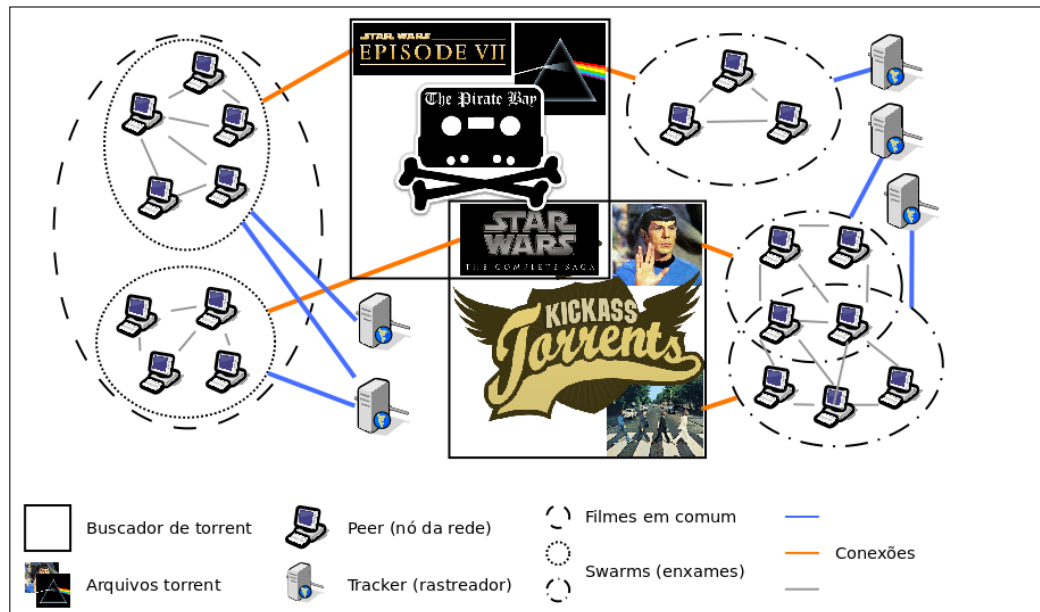 STAR WARS
EPISODE VII
The Pirate Bay
STAR
WARS
THE COMPLETE SAGA
KICKASS
Torrents
Buscador de torrent
Peer (nó da rede)
Filmes em comum
Arquivos torrent
Tracker (rastreador)
Swarms (enxames)
Conexões